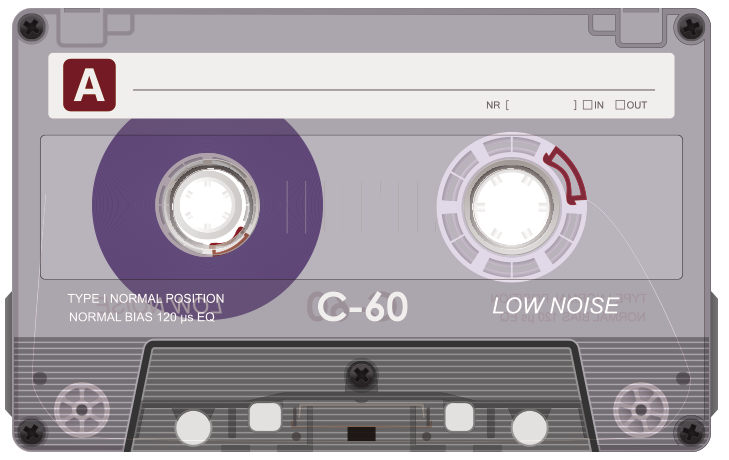 A
NR [ ] □IN □OUT
TYPE I NORMAL POSITION
NORMAL BIAS 120 µs EQ
C-60
LOW NOISE